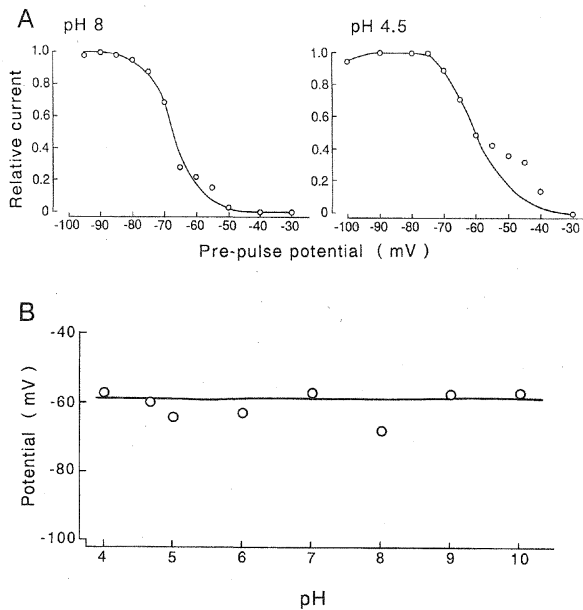 A
pH 8
pH 4.5
Relative current
1.0
0.8
0.6
0.4
0.2
0
1.0
0.8
0.6
0.4
0.2
0
-100 -90 -80 -70 -60 -50 -40 -30
-100 -90 -80 -70 -60 -50 -40 -30
Pre-pulse potential ( mV )
B
Potential ( mV )
-40
-60
-80
-100
4 5 6 7 8 9 10
pH